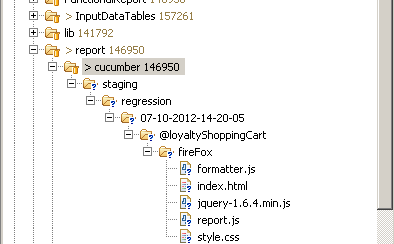 > InputDataTables 157261
lib 141792
> report 146950
> cucumber 146950
staging
regression
07-10-2012-14-20-05
@loyaltyShoppingCart
fireFox
formatter.js
index.html
jquery-1.6.4.min.js
report.js
style.css